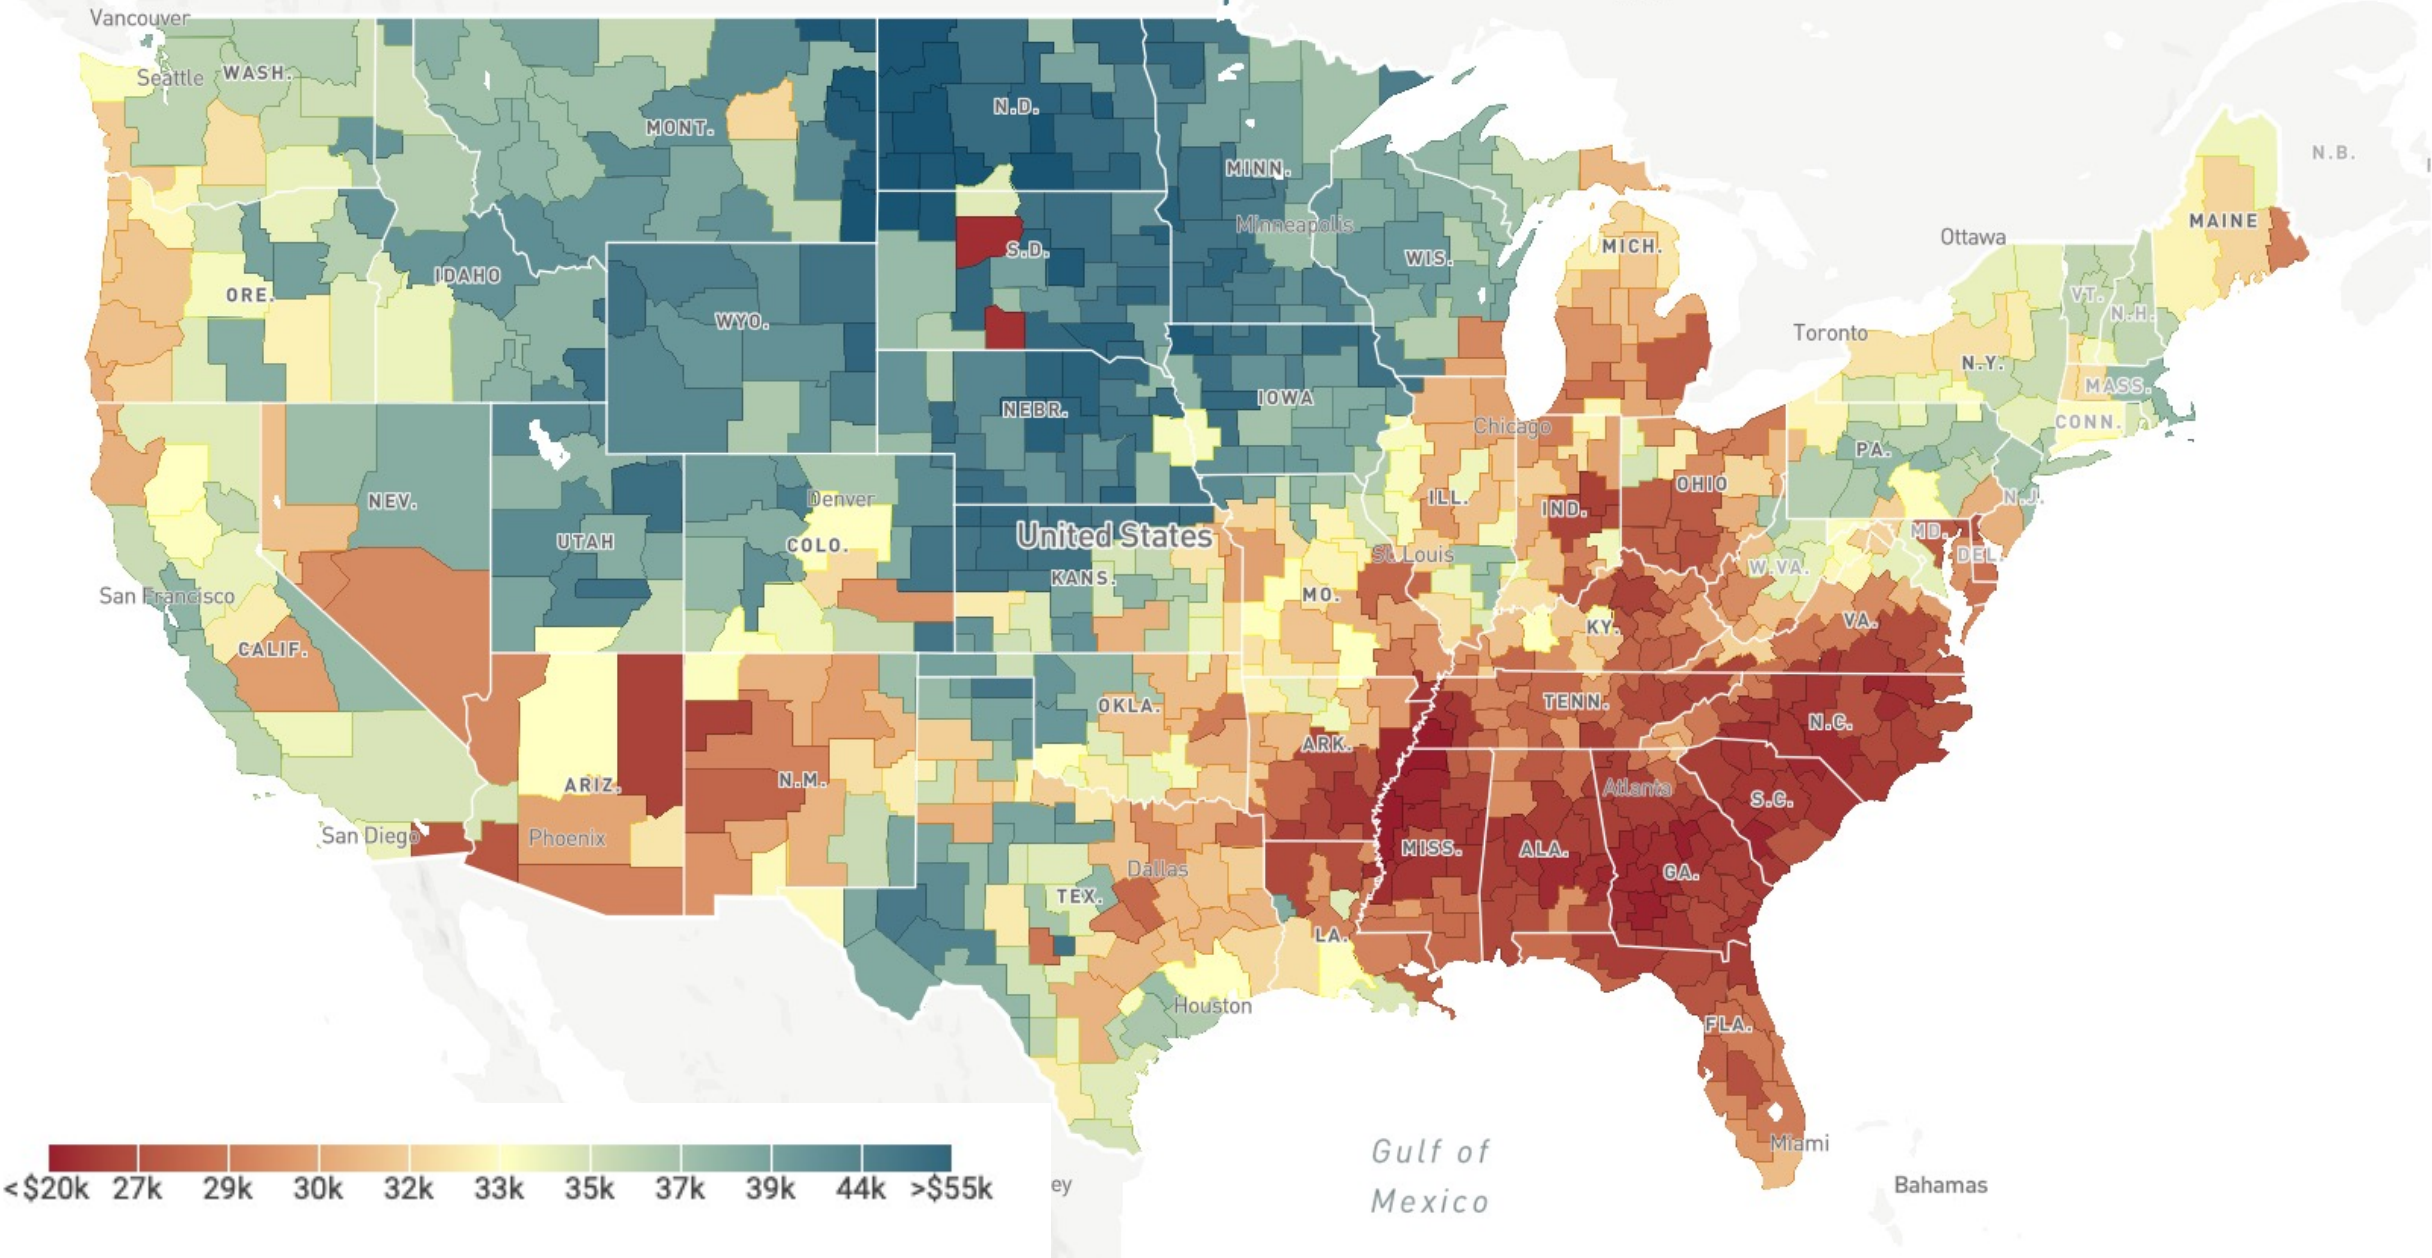 Vancouver
Seattle
WASH.
MONT.
N.D.
MINN.
N.B.
Minneapolis
S.D.
WIS.
MICH.
Ottawa
MAINE
IDAHO
ORE.
WYO.
VT.
N.H.
Toronto
N.Y.
MASS.
CONN.
NEBR.
IOWA
Chicago
PA.
NEV.
Denver
ILL.
IND.
OHIO
N.J.
UTAH
COLO.
United States
St. Louis
MD.
DEL.
W.VA.
San Francisco
KANS.
MO.
KY.
VA.
CALIF.
OKLA.
TENN.
N.C.
ARK.
ARIZ.
N.M.
Atlanta
S.C.
San Diego
Phoenix
Dallas
MISS.
ALA.
GA.
TEX.
LA.
Houston
FLA.
Miami
Gulf of
Mexico
Bahamas
ey
<$20k 27k 29k 30k 32k 33k 35k 37k 39k 44k >$55k